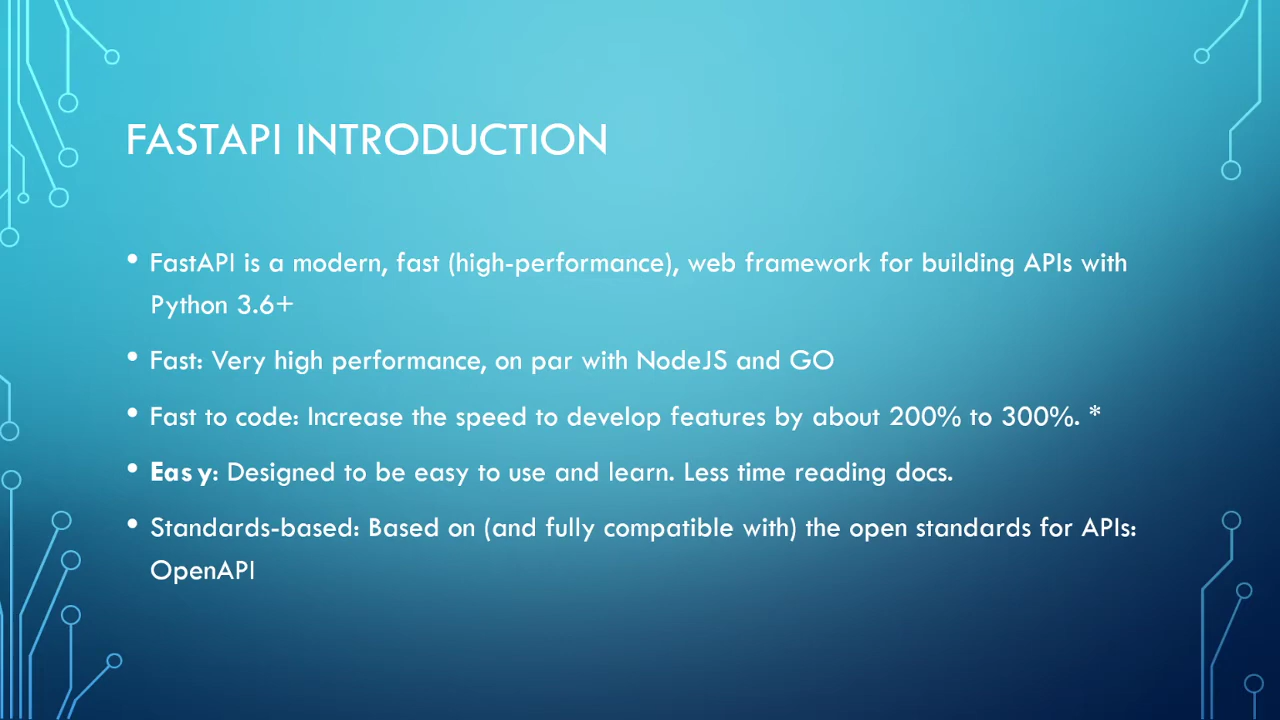 FASTAPI INTRODUCTION
• FastAPI is a modern, fast (high-performance), web framework for building APIs with
Python 3.6+
• Fast: Very high performance, on par with NodeJS and GO
• Fast to code: Increase the speed to develop features by about 200% to 300%. *
• Easy: Designed to be easy to use and learn. Less time reading docs.
• Standards-based: Based on (and fully compatible with) the open standards for APIs:
OpenAPI